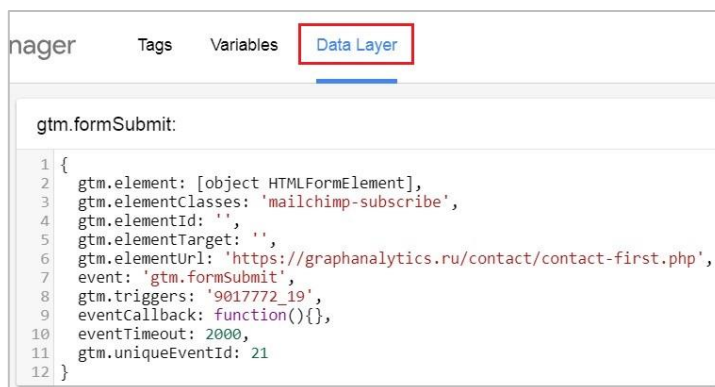 nager Tags Variables Data Layer
gtm.formSubmit:
1 {
2 gtm.element: [object HTMLFormElement],
3 gtm.elementClasses: 'mailchimp-subscribe',
4 gtm.elementId: '',
5 gtm.elementTarget: '',
6 gtm.elementUrl: 'https://graphanalytics.ru/contact/contact-first.php',
7 event: 'gtm.formSubmit',
8 gtm.triggers: '9017772_19',
9 eventCallback: function(){},
10 eventTimeout: 2000,
11 gtm.uniqueEventId: 21
12 }